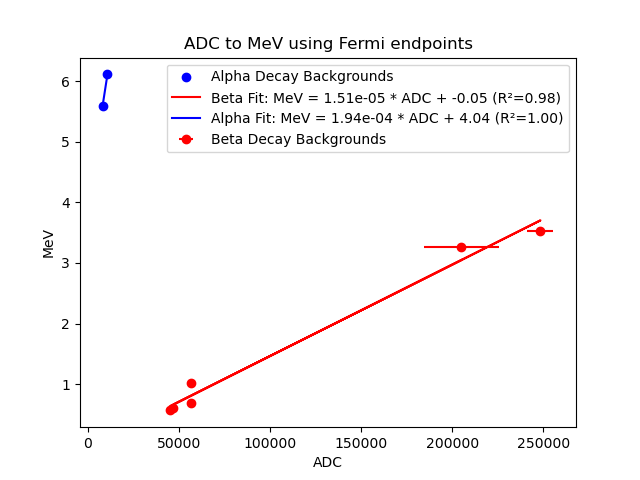 ADC to MeV using Fermi endpoints
Alpha Decay Backgrounds
Beta Fit: MeV = 1.51e-05 * ADC + -0.05 (R²=0.98)
Alpha Fit: MeV = 1.94e-04 * ADC + 4.04 (R²=1.00)
Beta Decay Backgrounds
6
5
4
3
2
1
MeV
0 50000 100000 150000 200000 250000
ADC